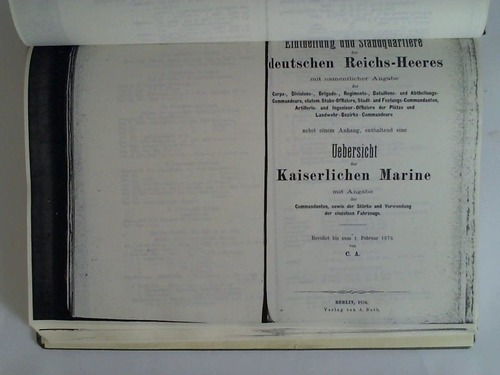 Eintheilung und Standquartiere
des
deutschen Reichs-Heeres
mit namentlicher Angabe
der
Corps-, Divisions-, Brigade-, Regiments-, Bataillons- und Abtheilungs-
Commandeure, etatsm. Stabs-Offiziere, Stadt- und Festungs-Commandanten,
Artillerie- und Ingenieur-Offiziere der Plätze und
Landwehr-Bezirks-Commandeure
nebst einem Anhang, enthaltend eine
Uebersicht
der
Kaiserlichen Marine
mit Angabe
der
Commandanten, sowie der Stärke und Verwendung
der einzelnen Fahrzeuge.
Berichtet bis zum 1. Februar 1876
von
C. A.
BERLIN, 1876.
Verlag von A. Bath.